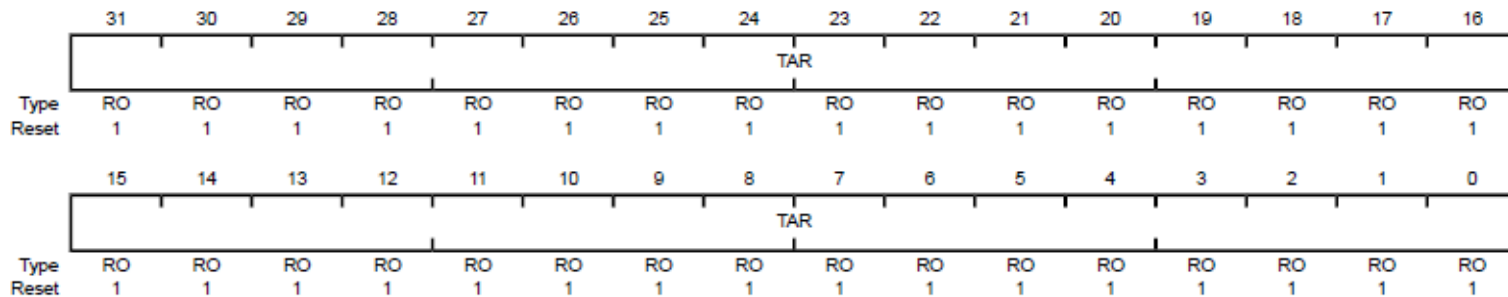 31 30 29 28 27 26 25 24 23 22 21 20 19 18 17 16
TAR
Type RO RO RO RO RO RO RO RO RO RO RO RO RO RO RO RO
Reset 1 1 1 1 1 1 1 1 1 1 1 1 1 1 1 1
15 14 13 12 11 10 9 8 7 6 5 4 3 2 1 0
TAR
Type RO RO RO RO RO RO RO RO RO RO RO RO RO RO RO RO
Reset 1 1 1 1 1 1 1 1 1 1 1 1 1 1 1 1